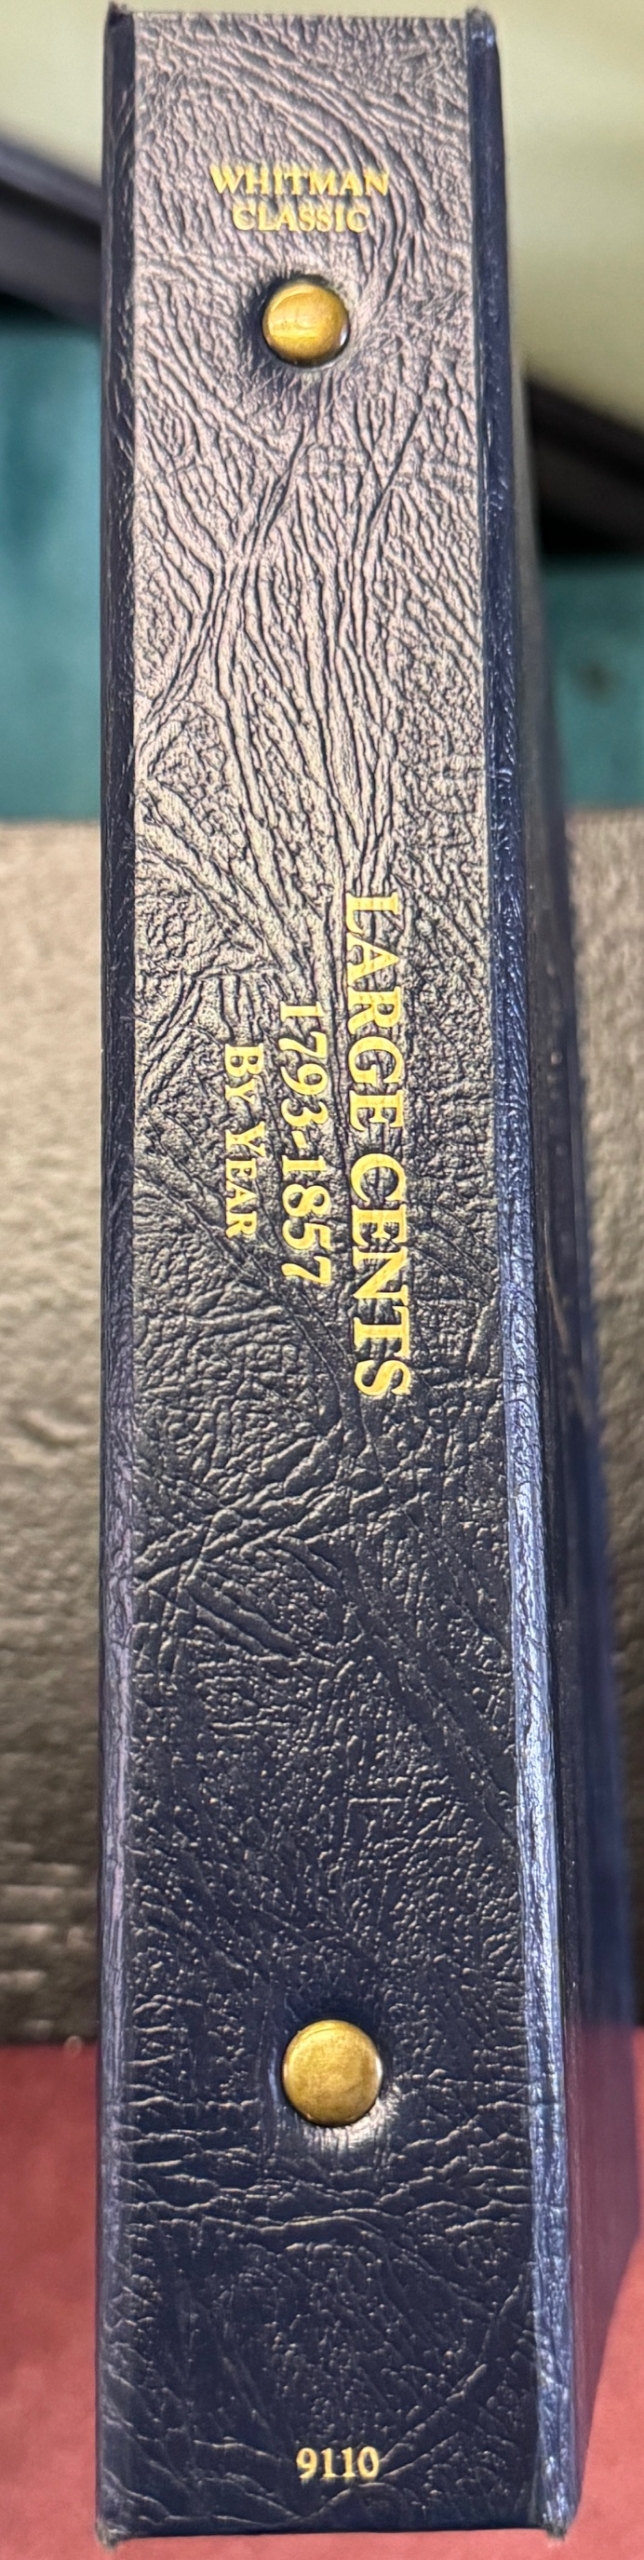 WHITMAN
CLASSIC
LARGE CENTS
1793-1857
BY YEAR
9110